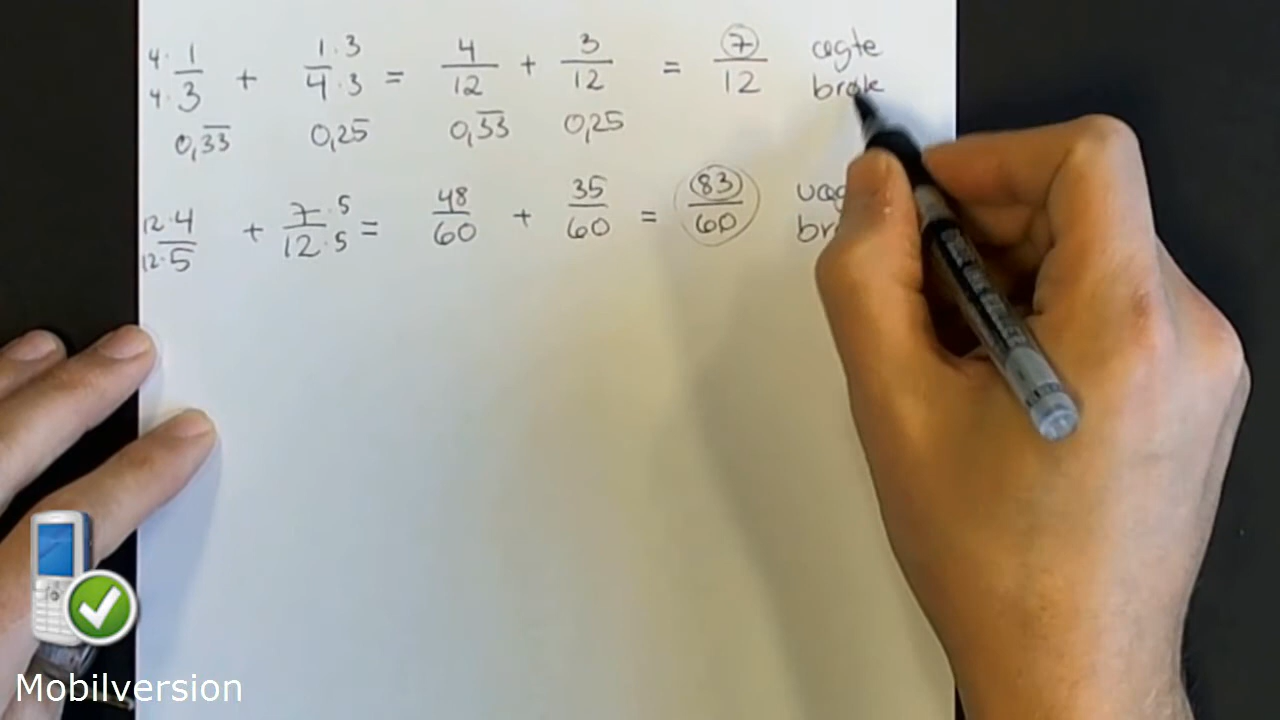 4· 1/3 ·4 + 1·3/4·3 = 4/12 + 3/12 = 7/12 ægte brøk
0,33 0,25 0,33 0,25
12·4/12·5 + 7·5/12·5 = 48/60 + 35/60 = 83/60
Mobilversion